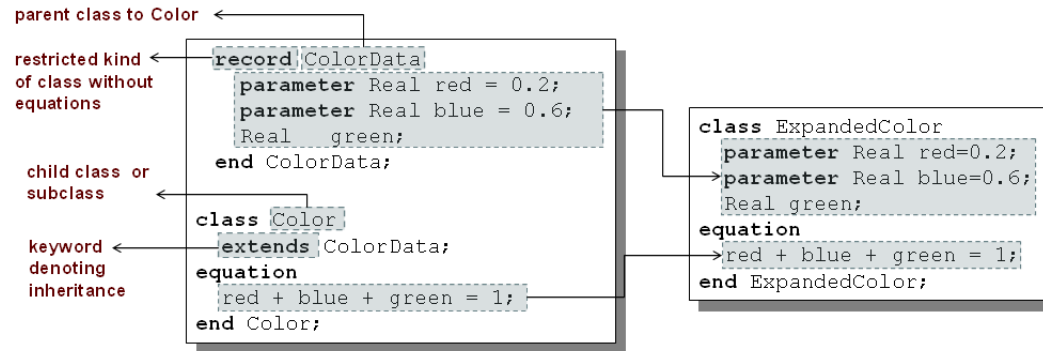 parent class to Color
restricted kind
of class without
equations
child class or
subclass
keyword
denoting
inheritance
record ColorData
parameter Real red = 0.2;
parameter Real blue = 0.6;
Real green;
end ColorData;
class Color
extends ColorData;
equation
red + blue + green = 1;
end Color;
class ExpandedColor
parameter Real red=0.2;
parameter Real blue=0.6;
Real green;
equation
red + blue + green = 1;
end ExpandedColor;